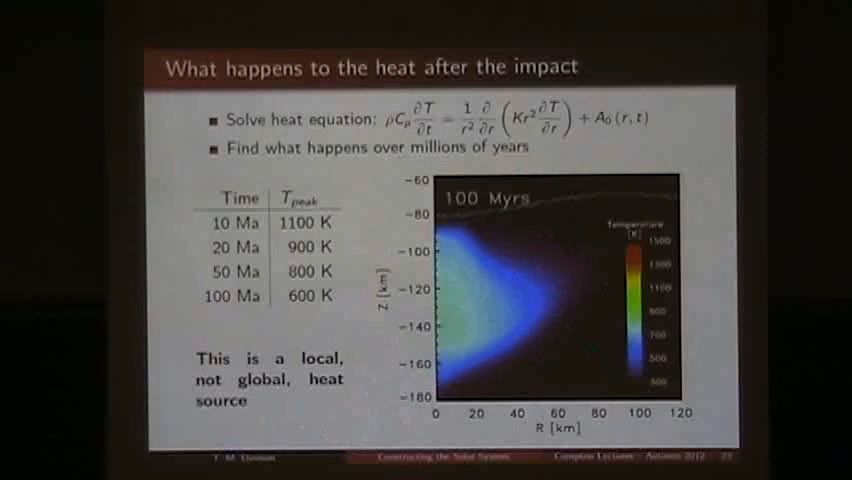 What happens to the heat after the impact
Solve heat equation: ρC_p ∂T/∂t = 1/r² ∂/∂r (Kr² ∂T/∂r) + A₀(r, t)
Find what happens over millions of years
Time T_peak
10 Ma 1100 K
20 Ma 900 K
50 Ma 800 K
100 Ma 600 K
This is a local,
not global, heat
source
100 Myrs
Temperature
[K]
1500
1300
1100
900
700
500
300
Z [km]
-60
-80
-100
-120
-140
-160
-180
0 20 40 60 80 100 120
R [km]
T. M. Davison Constructing the Solar System Compton Lectures – Autumn 2012